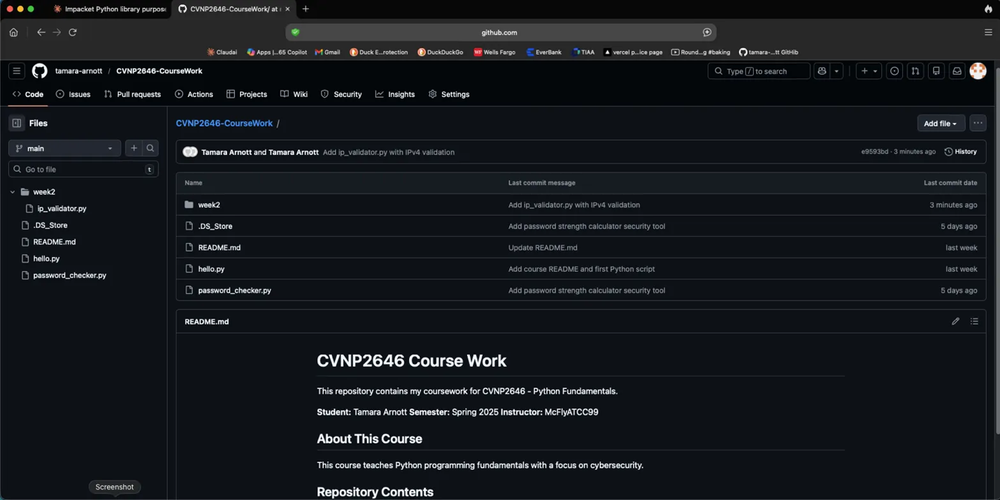 Impacket Python library purpose
CVNP2646-CourseWork/ at
github.com
Claudai
Apps |...65 Copilot
Gmail
Duck E...rotection
DuckDuckGo
WF Wells Fargo
EverBank
TIAA
vercel p...ice page
Round...g #baking
tamara-...tt GitHib
tamara-arnott / CVNP2646-CourseWork
Type / to search
Code
Issues
Pull requests
Actions
Projects
Wiki
Security
Insights
Settings
Files
CVNP2646-CourseWork /
Add file
main
Tamara Arnott and Tamara Arnott Add ip_validator.py with IPv4 validation
e9593bd · 3 minutes ago
History
Go to file
t
Name
Last commit message
Last commit date
week2
ip_validator.py
.DS_Store
README.md
hello.py
password_checker.py
week2
Add ip_validator.py with IPv4 validation
3 minutes ago
.DS_Store
Add password strength calculator security tool
5 days ago
README.md
Update README.md
last week
hello.py
Add course README and first Python script
last week
password_checker.py
Add password strength calculator security tool
5 days ago
README.md
CVNP2646 Course Work
This repository contains my coursework for CVNP2646 - Python Fundamentals.
Student: Tamara Arnott Semester: Spring 2025 Instructor: McFlyATCC99
About This Course
This course teaches Python programming fundamentals with a focus on cybersecurity.
Repository Contents
Screenshot